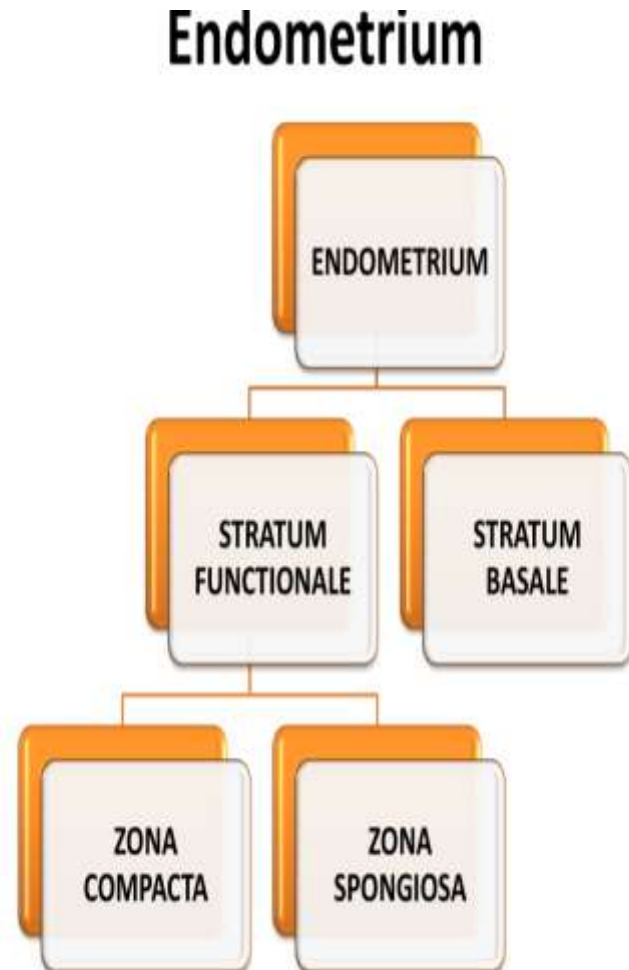 Endometrium
ENDOMETRIUM
STRATUM
FUNCTIONALE
STRATUM
BASALE
ZONA
COMPACTA
ZONA
SPONGIOSA